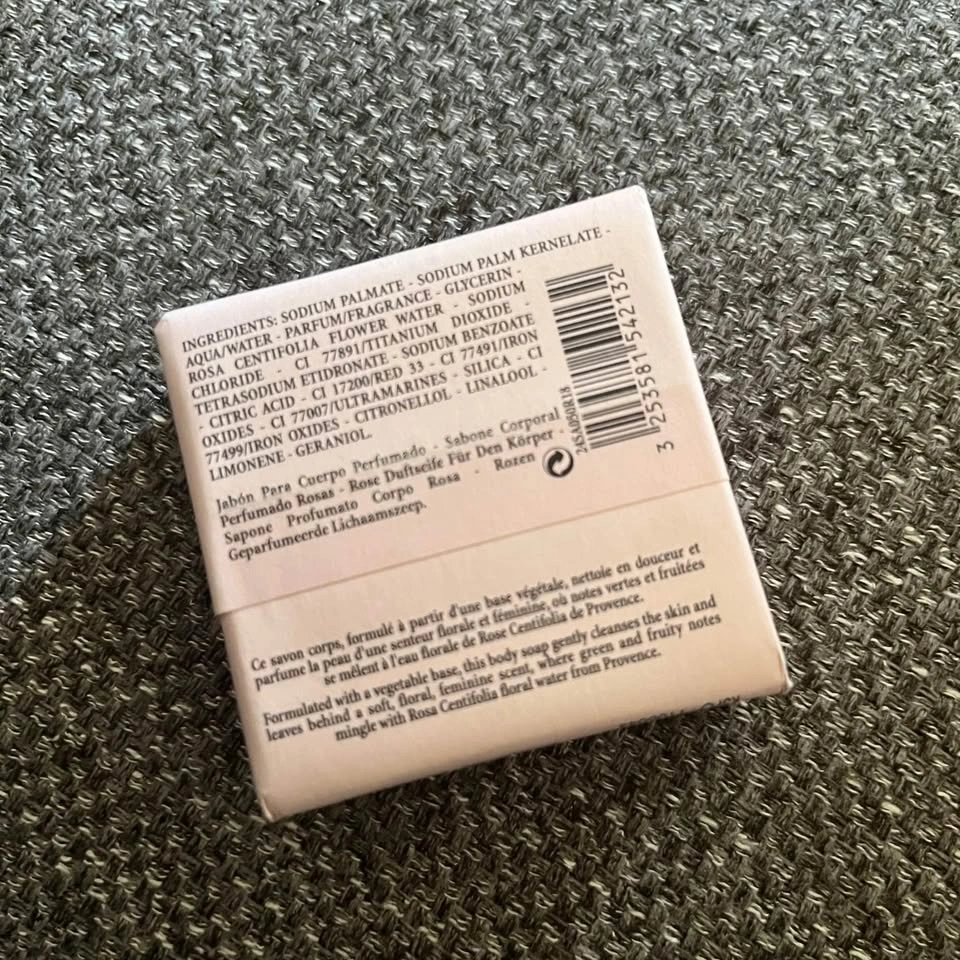 INGREDIENTS: SODIUM PALMATE - SODIUM PALM KERNELATE -
AQUA/WATER - PARFUM/FRAGRANCE - GLYCERIN -
ROSA CENTIFOLIA FLOWER WATER - SODIUM
CHLORIDE - CI 77891/TITANIUM DIOXIDE -
TETRASODIUM ETIDRONATE - SODIUM BENZOATE
- CITRIC ACID - CI 17200/RED 33 - CI 77491/IRON
OXIDES - CI 77007/ULTRAMARINES - SILICA - CI
77499/IRON OXIDES - CITRONELLOL - LINALOOL -
LIMONENE - GERANIOL.
Jabón Para Cuerpo Perfumado - Sabone Corporal
Perfumado Rosas - Rose Duftseife Für Den Körper -
Sapone Profumato Corpo Rosa - Rozen
Geparfumeerde Lichaamszeep.
24SA050R18
3 253581 542132
Ce savon corps, formulé à partir d'une base végétale, nettoie en douceur et
parfume la peau d'une senteur florale et féminine, où notes vertes et fruitées
se mêlent à l'eau florale de Rose Centifolia de Provence.
Formulated with a vegetable base, this body soap gently cleanses the skin and
leaves behind a soft, floral, feminine scent, where green and fruity notes
mingle with Rosa Centifolia floral water from Provence.